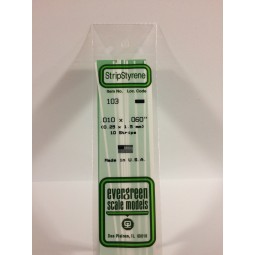 StripStyrene
Item No. Loc. Code
103
.010 x .060"
(0.25 x 1.5 mm)
10 Strips
Made in U.S.A.
evergreen
scale models
Des Plaines, IL 60018